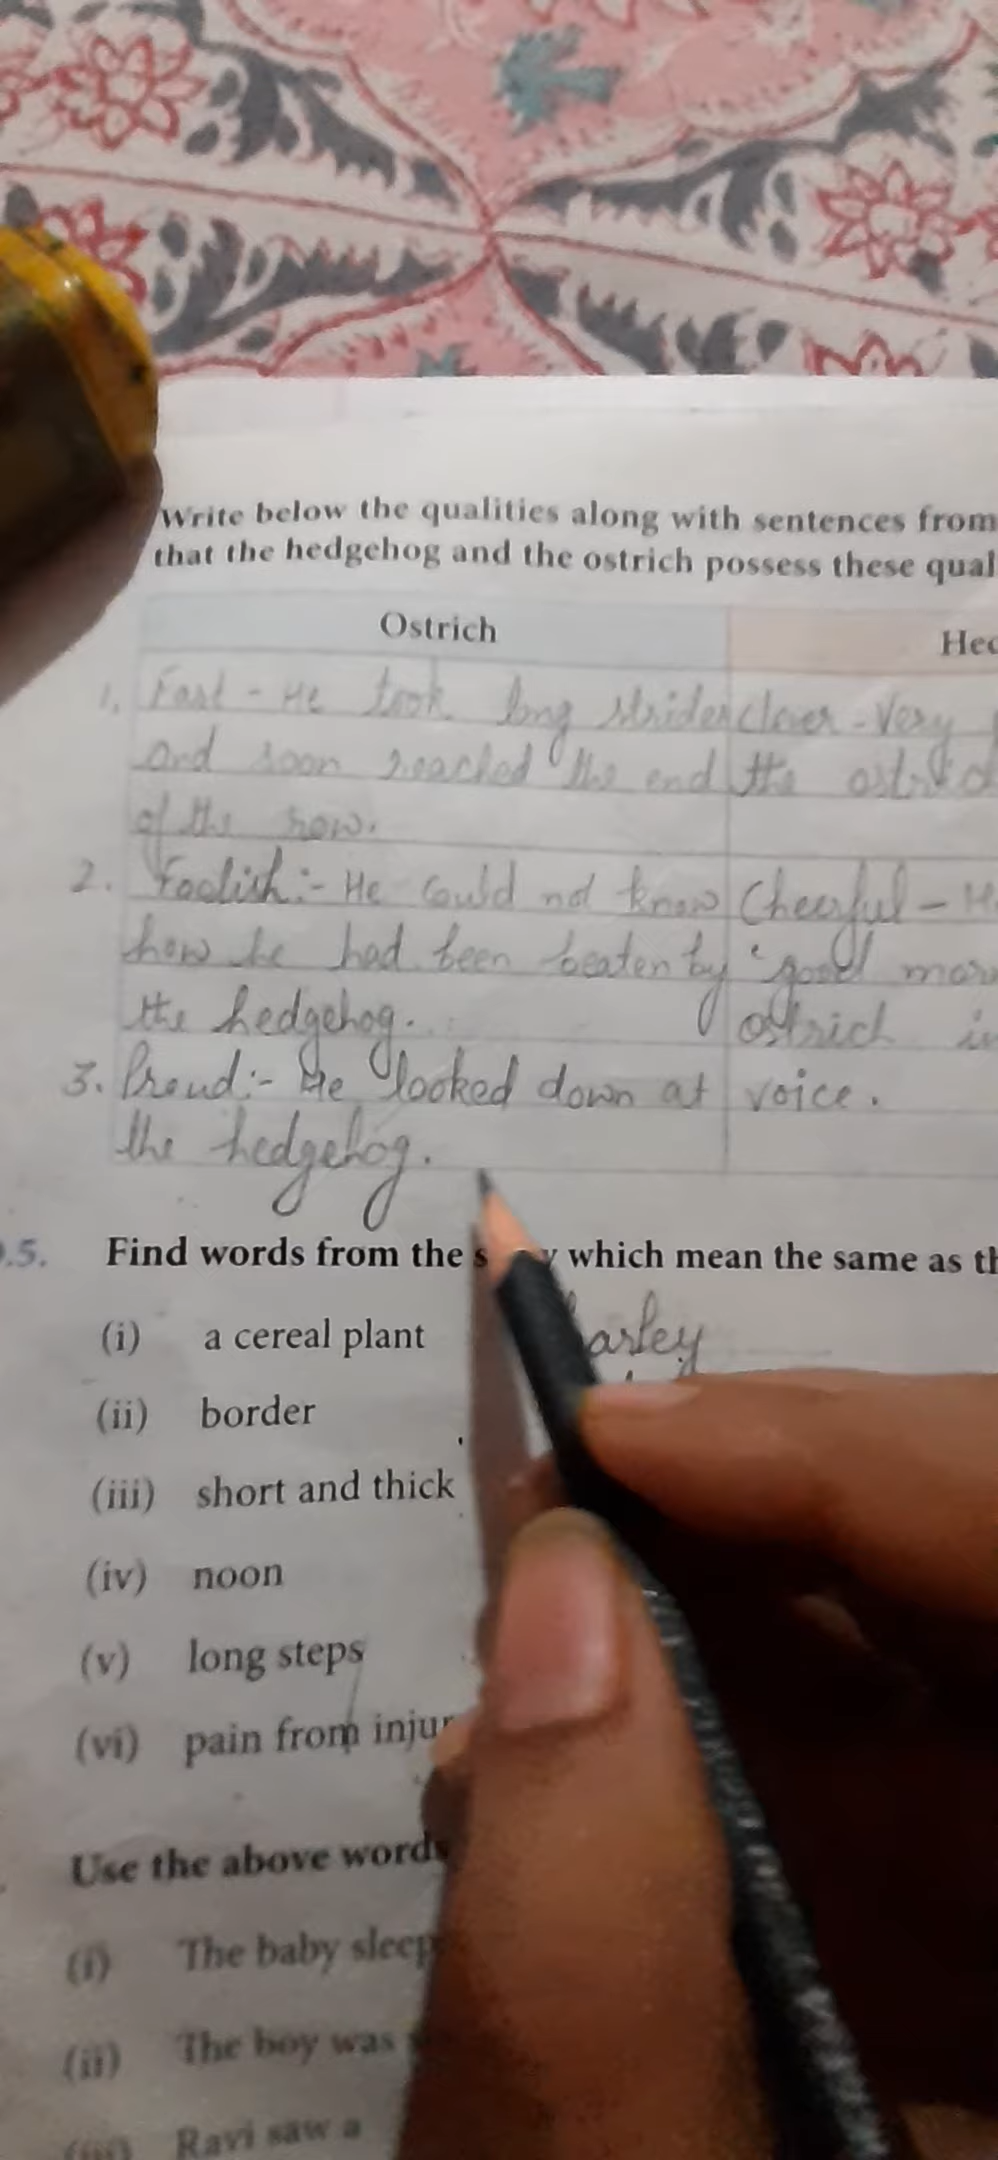 Write below the qualities along with sentences from
that the hedgehog and the ostrich possess these qual
Ostrich
Hed
1. Fast - He took long strides
clever - Very
and soon reached the end
the ostrich
of the row.
2. Foolish:- He could not know
Cheerful - He
how he had been beaten by
'good mor
the hedgehog.
ostrich in
3. Proud:- He looked down at
voice.
the hedgehog.
.5. Find words from the s y which mean the same as th
(i) a cereal plant
barley
(ii) border
(iii) short and thick
(iv) noon
(v) long steps
(vi) pain from injur
Use the above words
(i) The baby sleep
(ii) The boy was
(iii) Ravi saw a